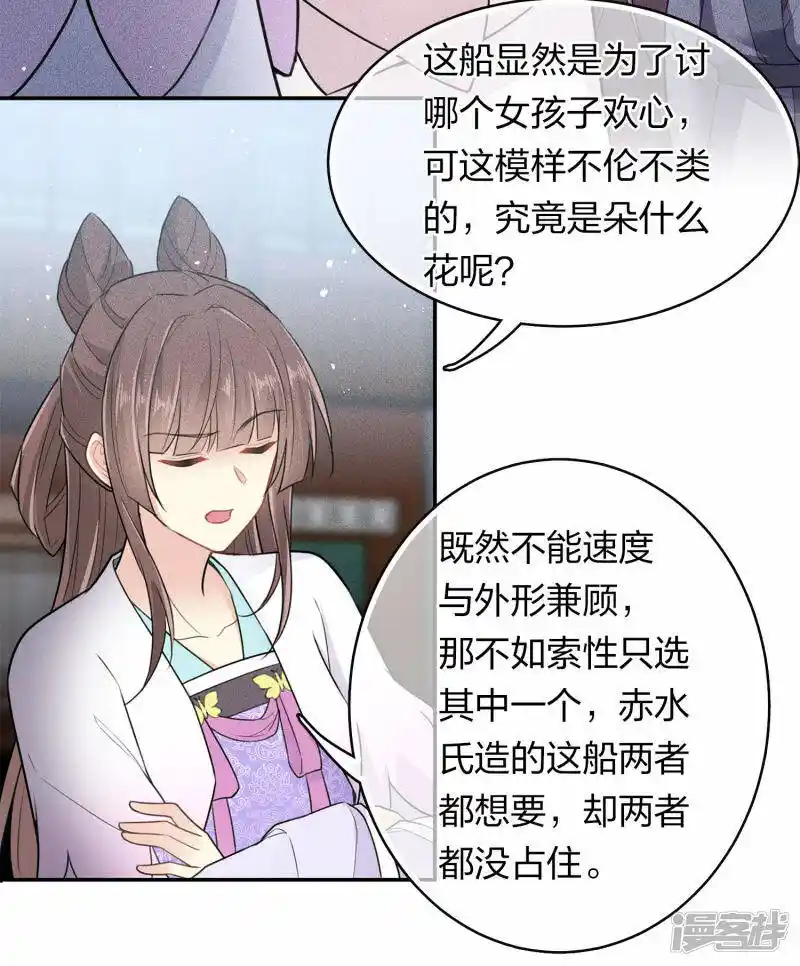 这船显然是为了讨
哪个女孩子欢心，
可这模样不伦不类
的，究竟是朵什么
花呢？
既然不能速度
与外形兼顾，
那不如索性只选
其中一个，赤水
氏造的这船两者
都想要，却两者
都没占住。
漫客栈